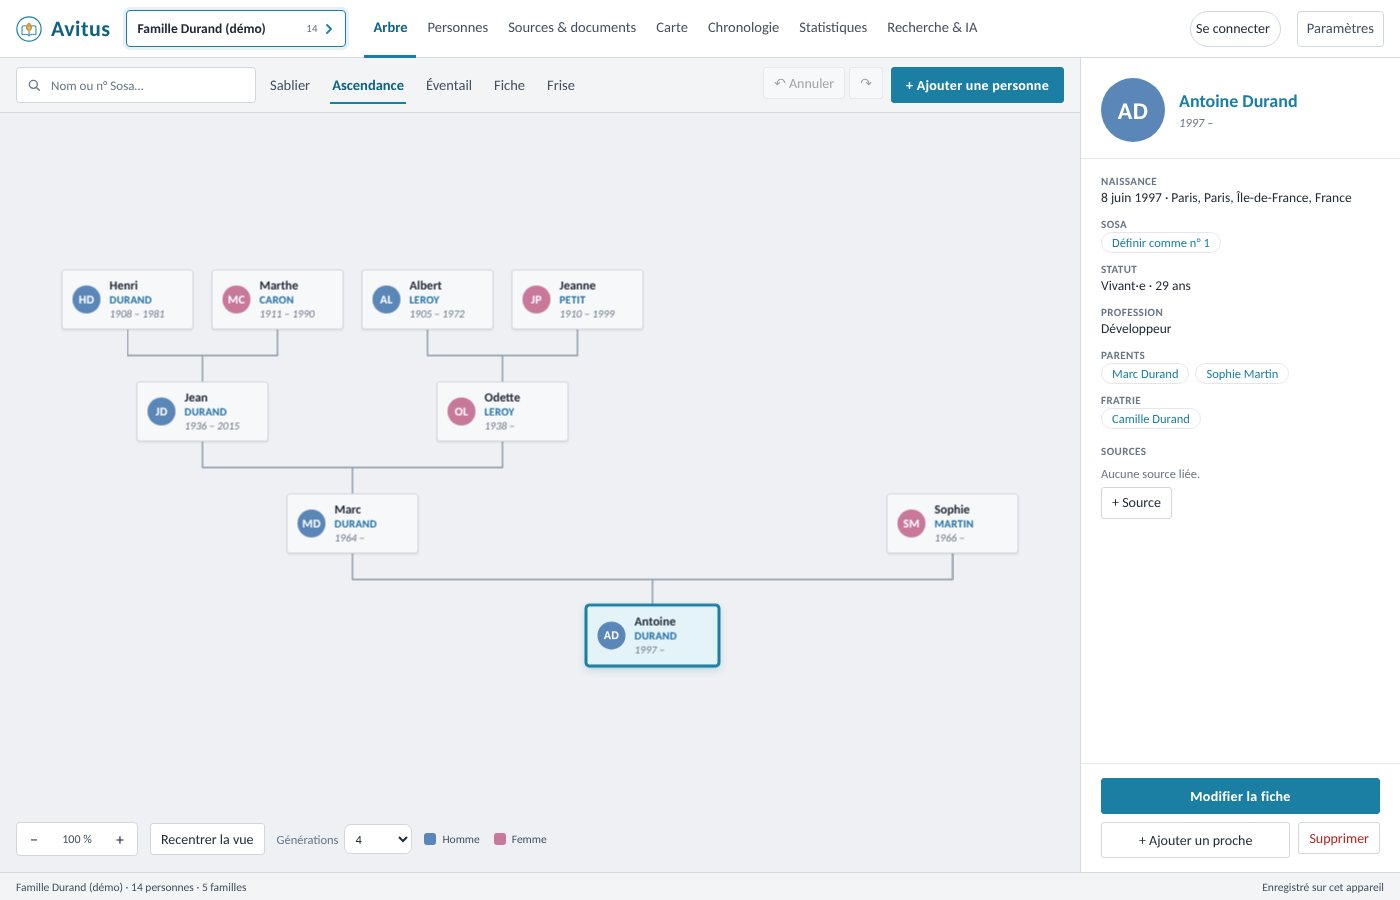 Avitus
Famille Durand (démo) 14
Arbre Personnes Sources & documents Carte Chronologie Statistiques Recherche & IA
Se connecter Paramètres
Nom ou n° Sosa... Sablier Ascendance Éventail Fiche Frise
↶ Annuler ↷ + Ajouter une personne
HD Henri DURAND 1908 – 1981
MC Marthe CARON 1911 – 1990
AL Albert LEROY 1905 – 1972
JP Jeanne PETIT 1910 – 1999
JD Jean DURAND 1936 – 2015
OL Odette LEROY 1938 –
MD Marc DURAND 1964 –
SM Sophie MARTIN 1966 –
AD Antoine DURAND 1997 –
− 100 % + Recentrer la vue Générations 4 Homme Femme
AD
Antoine Durand
1997 –
NAISSANCE
8 juin 1997 · Paris, Paris, Île-de-France, France
SOSA
Définir comme n° 1
STATUT
Vivant·e · 29 ans
PROFESSION
Développeur
PARENTS
Marc Durand Sophie Martin
FRATRIE
Camille Durand
SOURCES
Aucune source liée.
+ Source
Modifier la fiche
+ Ajouter un proche Supprimer
Famille Durand (démo) · 14 personnes · 5 familles
Enregistré sur cet appareil